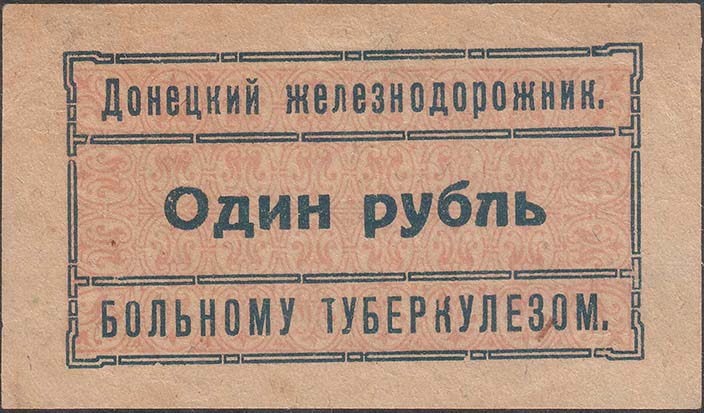 Донецкий железнодорожник.
Один рубль
БОЛЬНОМУ ТУБЕРКУЛЕЗОМ.